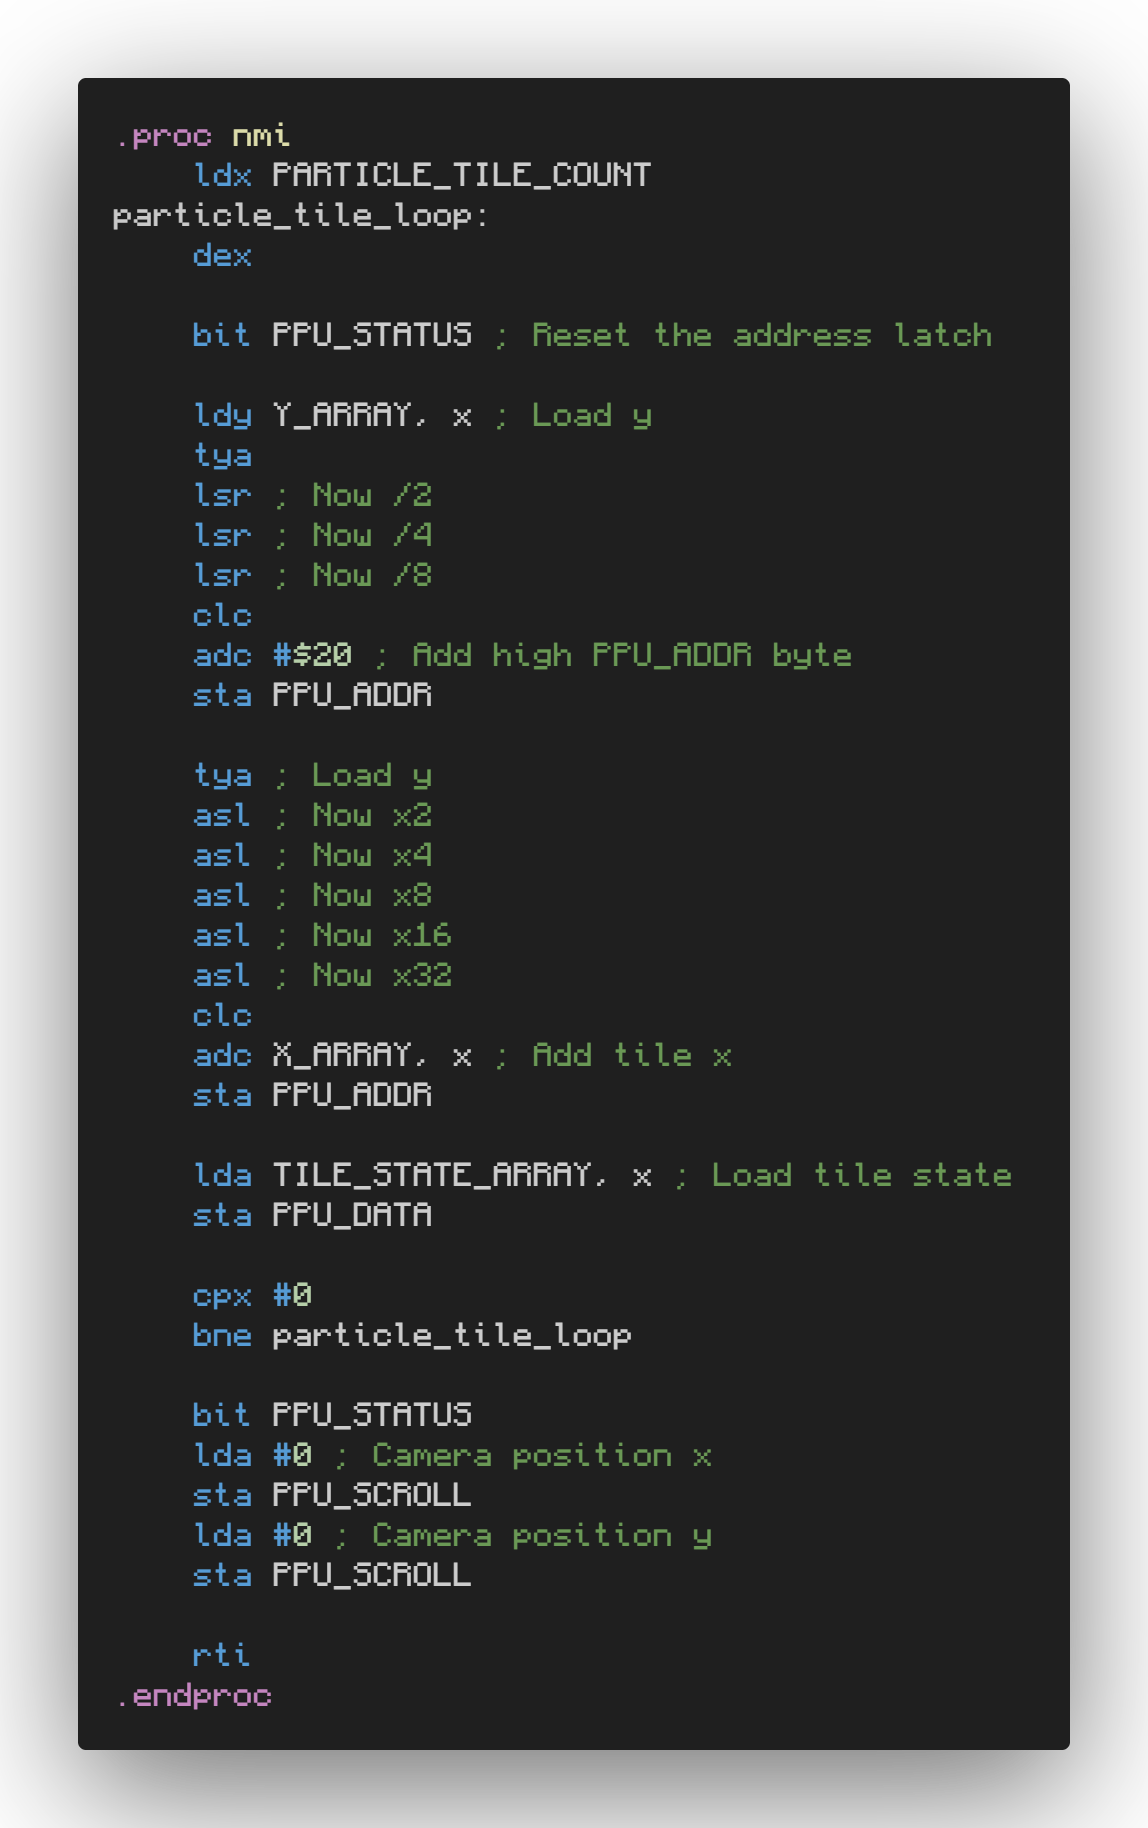 .proc nmi
    ldx PARTICLE_TILE_COUNT
particle_tile_loop:
    dex

    bit PPU_STATUS ; Reset the address latch

    ldy Y_ARRAY, x ; Load y
    tya
    lsr ; Now /2
    lsr ; Now /4
    lsr ; Now /8
    clc
    adc #$20 ; Add high PPU_ADDR byte
    sta PPU_ADDR

    tya ; Load y
    asl ; Now x2
    asl ; Now x4
    asl ; Now x8
    asl ; Now x16
    asl ; Now x32
    clc
    adc X_ARRAY, x ; Add tile x
    sta PPU_ADDR

    lda TILE_STATE_ARRAY, x ; Load tile state
    sta PPU_DATA

    cpx #0
    bne particle_tile_loop

    bit PPU_STATUS
    lda #0 ; Camera position x
    sta PPU_SCROLL
    lda #0 ; Camera position y
    sta PPU_SCROLL

    rti
.endproc